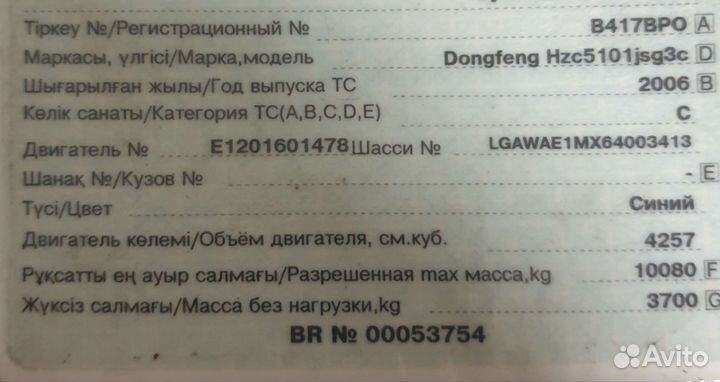 Тіркеу №/Регистрационный № B417BPO A
Маркасы, үлгісі/Марка,модель Dongfeng Hzc5101jsg3c D
Шығарылған жылы/Год выпуска ТС 2006 B
Көлік санаты/Категория ТС(A,B,C,D,E) C
Двигатель № E1201601478 Шасси № LGAWAE1MX64003413
Шанақ №/Кузов № - E
Түсі/Цвет Синий
Двигатель көлемі/Объём двигателя, см.куб. 4257
Рұқсатты ең ауыр салмағы/Разрешенная max масса,kg 10080 F
Жүксіз салмағы/Масса без нагрузки,kg 3700 G
BR № 00053754
Avito